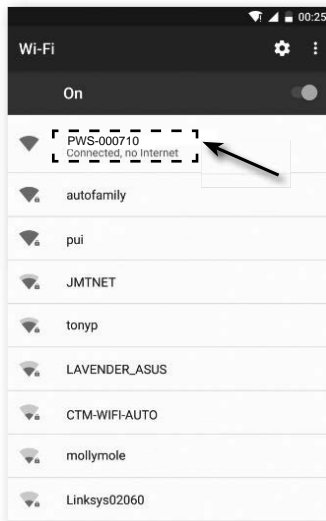 00:25
Wi-Fi
On
PWS-000710
Connected, no Internet
autofamily
pui
JMTNET
tonyp
LAVENDER_ASUS
CTM-WIFI-AUTO
mollymole
Linksys02060